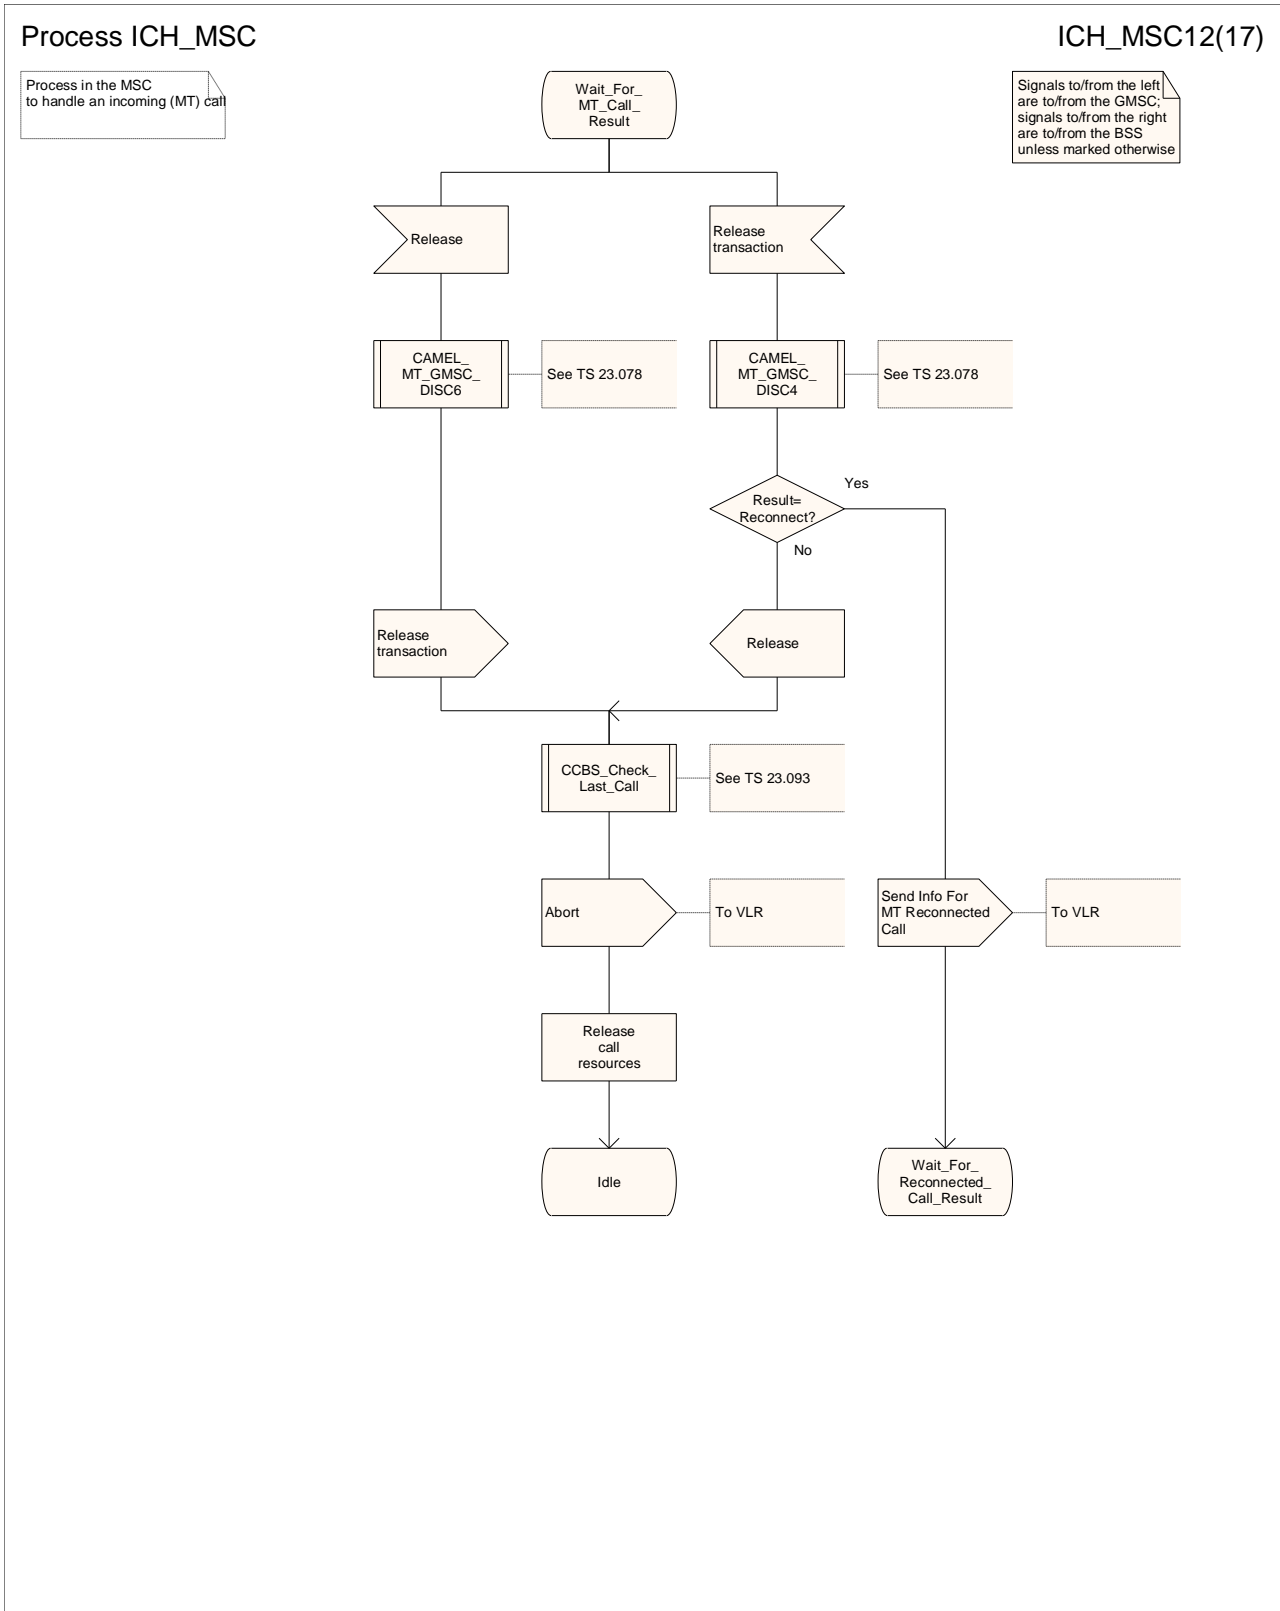 Process ICH_MSC
ICH_MSC12(17)
Process in the MSC
to handle an incoming (MT) call
Wait_For_
MT_Call_
Result
Signals to/from the left
are to/from the GMSC;
signals to/from the right
are to/from the BSS
unless marked otherwise
Release
Release
transaction
CAMEL_
MT_GMSC_
DISC6
See TS 23.078
CAMEL_
MT_GMSC_
DISC4
See TS 23.078
Result=
Reconnect?
Yes
No
Release
transaction
Release
CCBS_Check_
Last_Call
See TS 23.093
Abort
To VLR
Send Info For
MT Reconnected
Call
To VLR
Release
call
resources
Idle
Wait_For_
Reconnected_
Call_Result